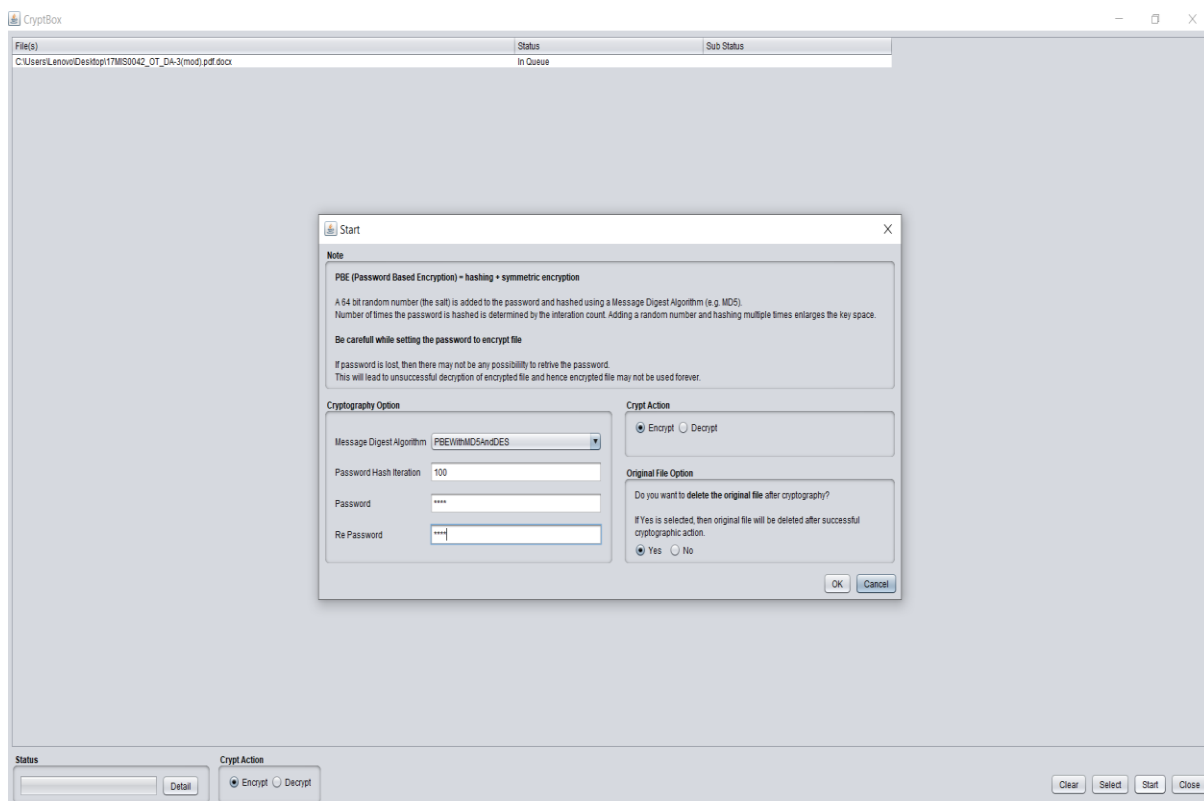 CryptBox
File(s) Status Sub Status
C:\Users\Lenovo\Desktop\17MIS0042_OT_DA-3(mod).pdf.docx In Queue
Start
Note
PBE (Password Based Encryption) = hashing + symmetric encryption
A 64 bit random number (the salt) is added to the password and hashed using a Message Digest Algorithm (e.g. MD5).
Number of times the password is hashed is determined by the interation count. Adding a random number and hashing multiple times enlarges the key space.
Be carefull while setting the password to encrypt file
If password is lost, then there may not be any possibililty to retrive the password.
This will lead to unsuccessful decryption of encrypted file and hence encrypted file may not be used forever.
Cryptography Option
Message Digest Algorithm PBEWithMD5AndDES
Password Hash Iteration 100
Password ****
Re Password ****
Crypt Action
Encrypt Decrypt
Original File Option
Do you want to delete the original file after cryptography?
If Yes is selected, then original file will be deleted after successful
cryptographic action.
Yes No
OK Cancel
Status
Detail
Crypt Action
Encrypt Decrypt
Clear Select Start Close